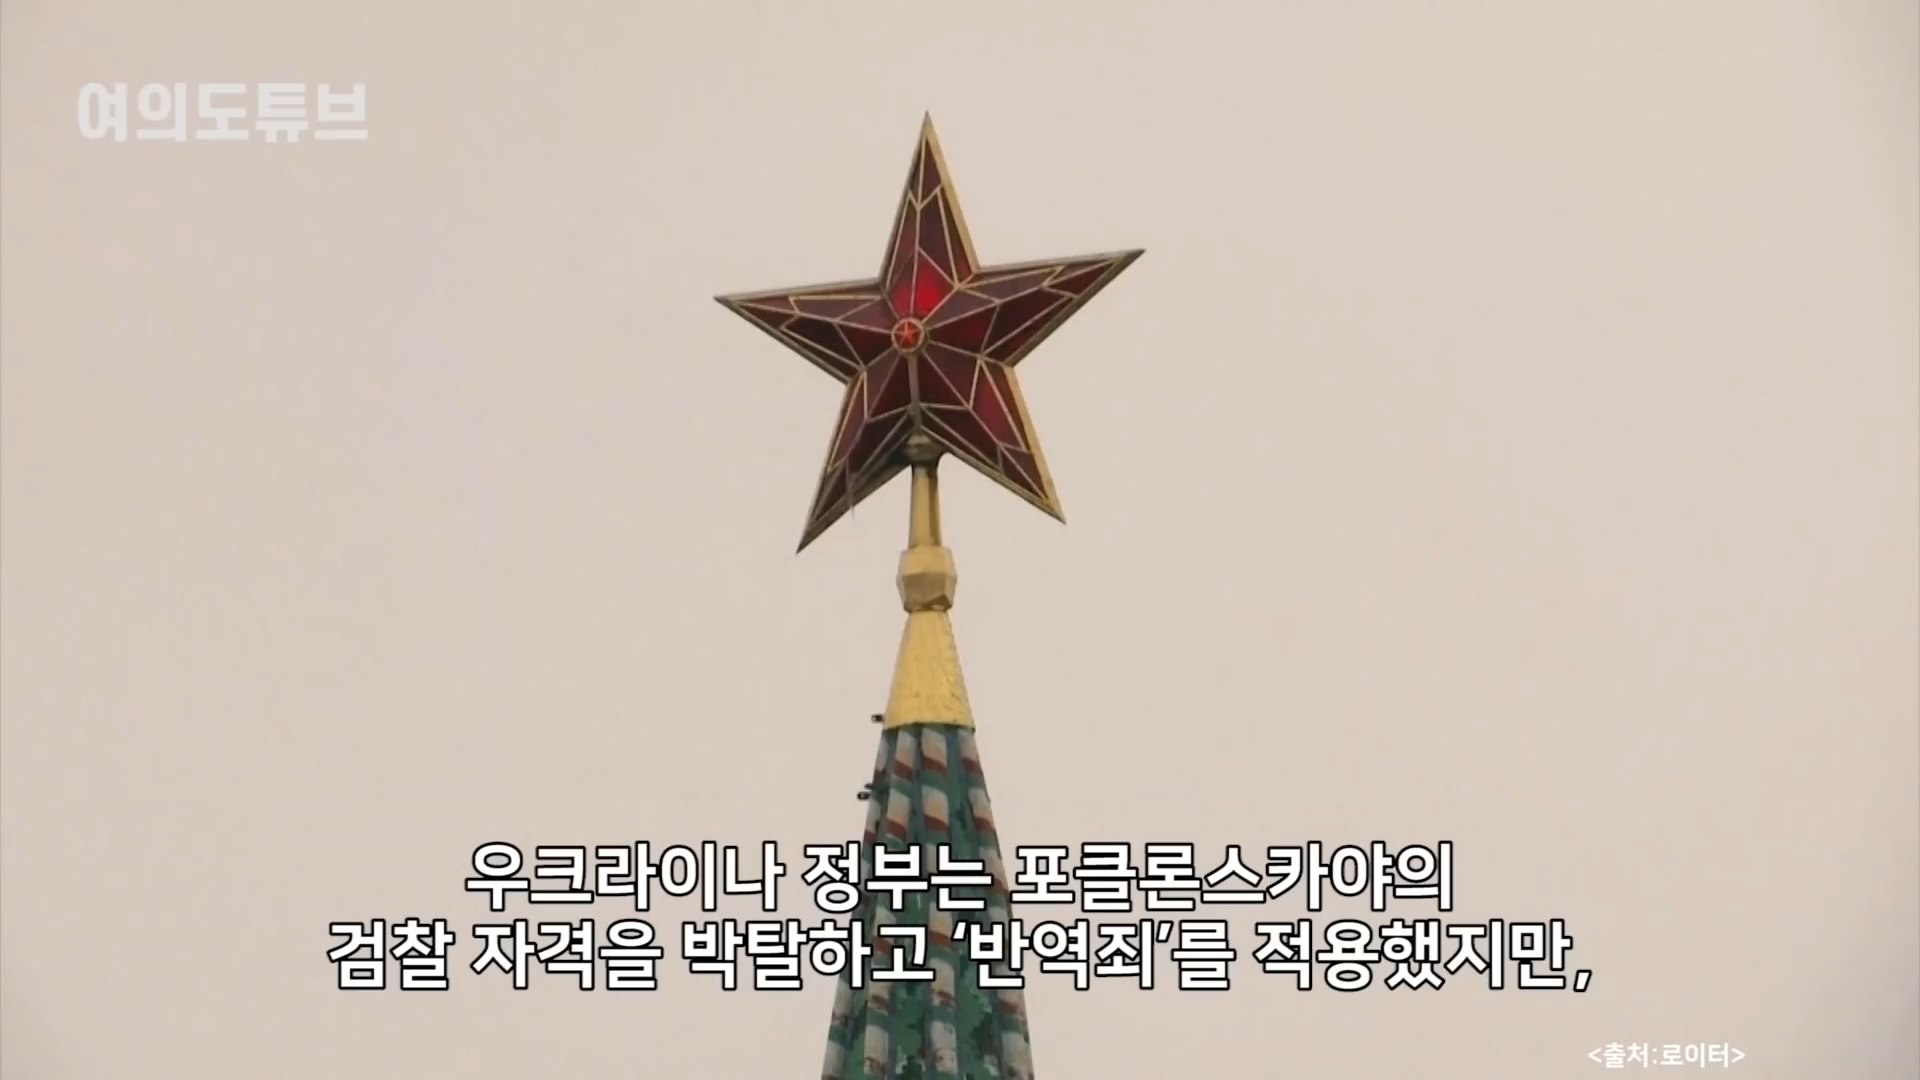 여의도튜브
우크라이나 정부는 포클론스카야의
검찰 자격을 박탈하고 ‘반역죄’를 적용했지만,
<출처:로이터>